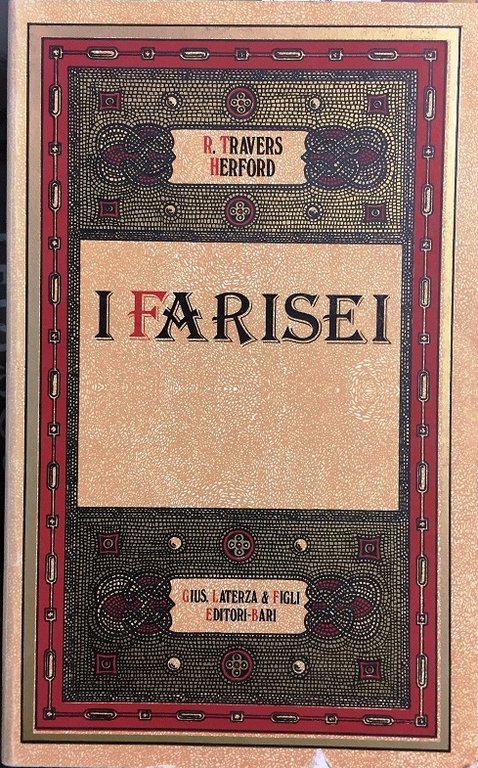 R. TRAVERS
HERFORD
I FARISEI
GIUS. LATERZA & FIGLI
EDITORI-BARI